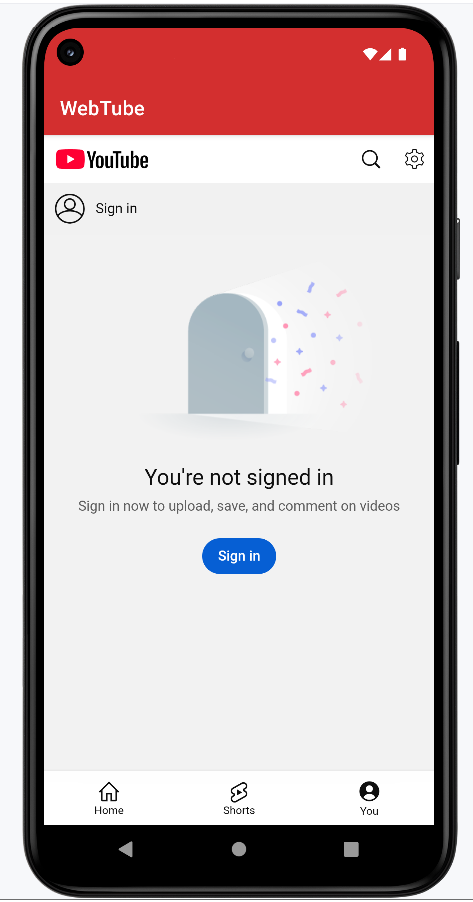 WebTube
YouTube
Sign in
You're not signed in
Sign in now to upload, save, and comment on videos
Sign in
Home
Shorts
You